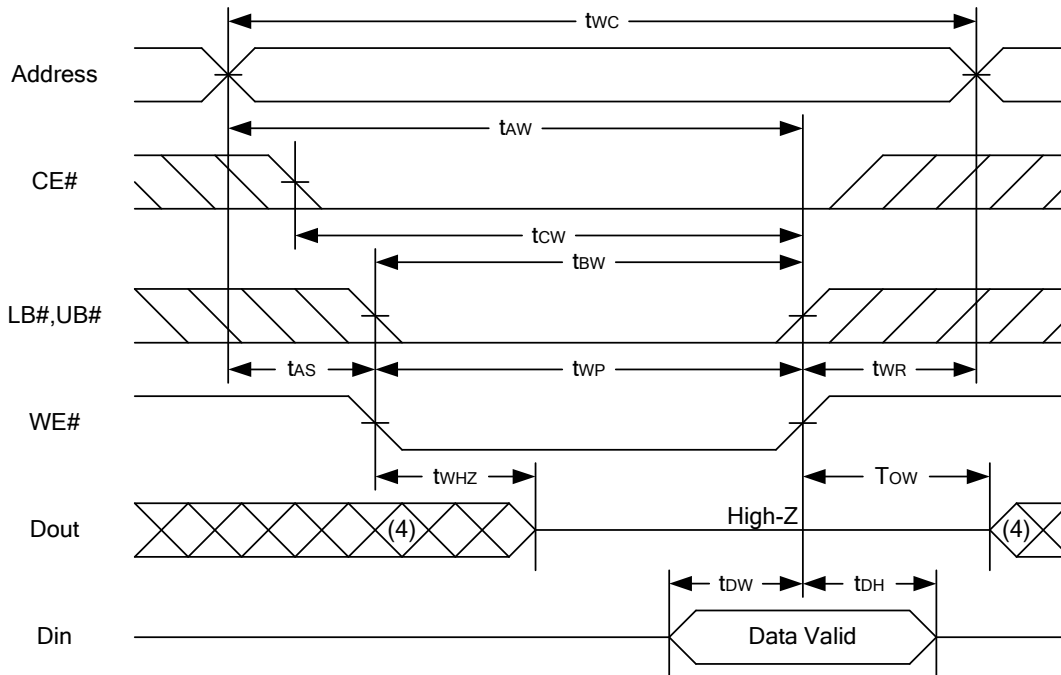 tWC
Address
tAW
CE#
tCW
tBW
LB#,UB#
tAS
tWP
tWR
WE#
tWHZ
TOW
Dout
(4)
High-Z
(4)
tDW
tDH
Din
Data Valid